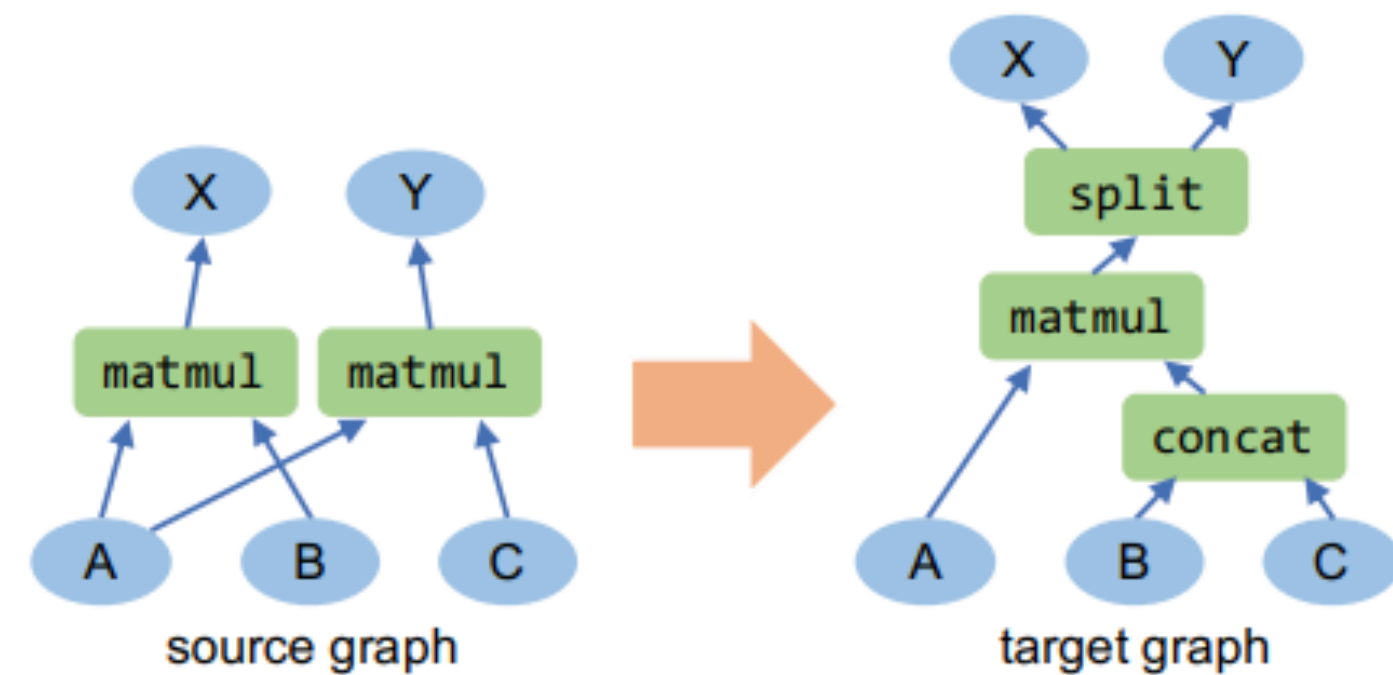 X Y
matmul matmul
A B C
source graph
X Y
split
matmul
concat
A B C
target graph